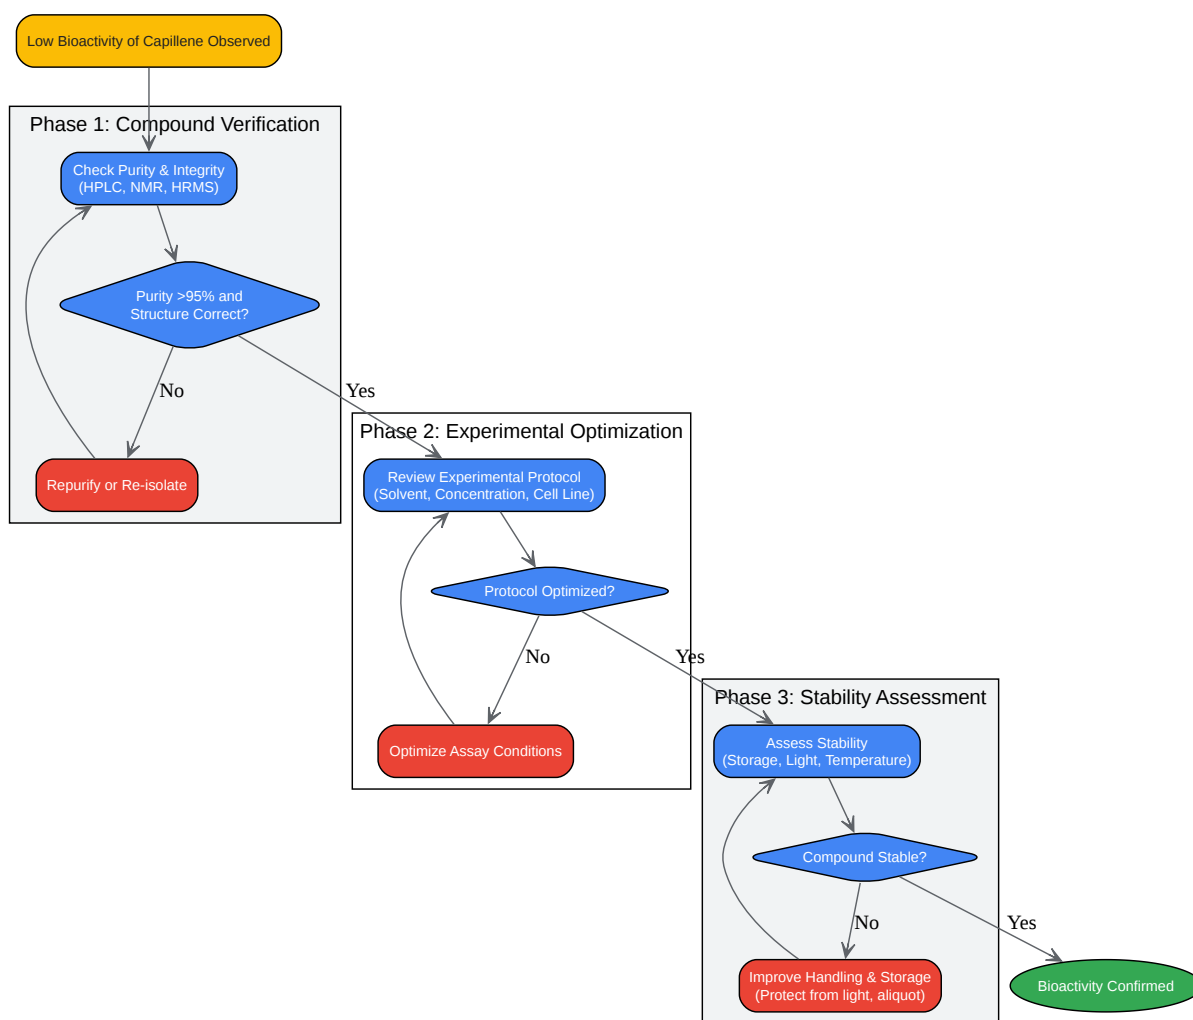 Low Bioactivity of Capillene Observed
Phase 1: Compound Verification
Check Purity & Integrity
(HPLC, NMR, HRMS)
Purity >95% and
Structure Correct?
No
Yes
Repurify or Re-isolate
Phase 2: Experimental Optimization
Review Experimental Protocol
(Solvent, Concentration, Cell Line)
Protocol Optimized?
No
Yes
Optimize Assay Conditions
Phase 3: Stability Assessment
Assess Stability
(Storage, Light, Temperature)
Compound Stable?
No
Yes
Improve Handling & Storage
(Protect from light, aliquot)
Bioactivity Confirmed